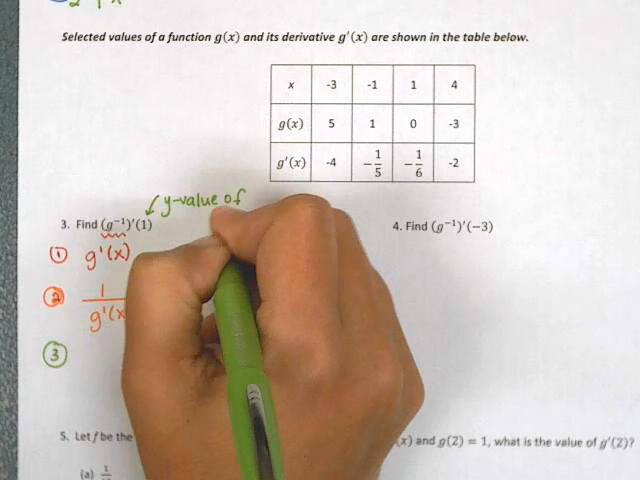 Selected values of a function g(x) and its derivative g'(x) are shown in the table below.
x -3 -1 1 4
g(x) 5 1 0 -3
g'(x) -4 -1/5 -1/6 -2
y-value of
3. Find (g⁻¹)'(1)
4. Find (g⁻¹)'(−3)
① g'(x)
② 1/g'(x
③
5. Let f be the
(x) and g(2) = 1, what is the value of g'(2)?
(a)